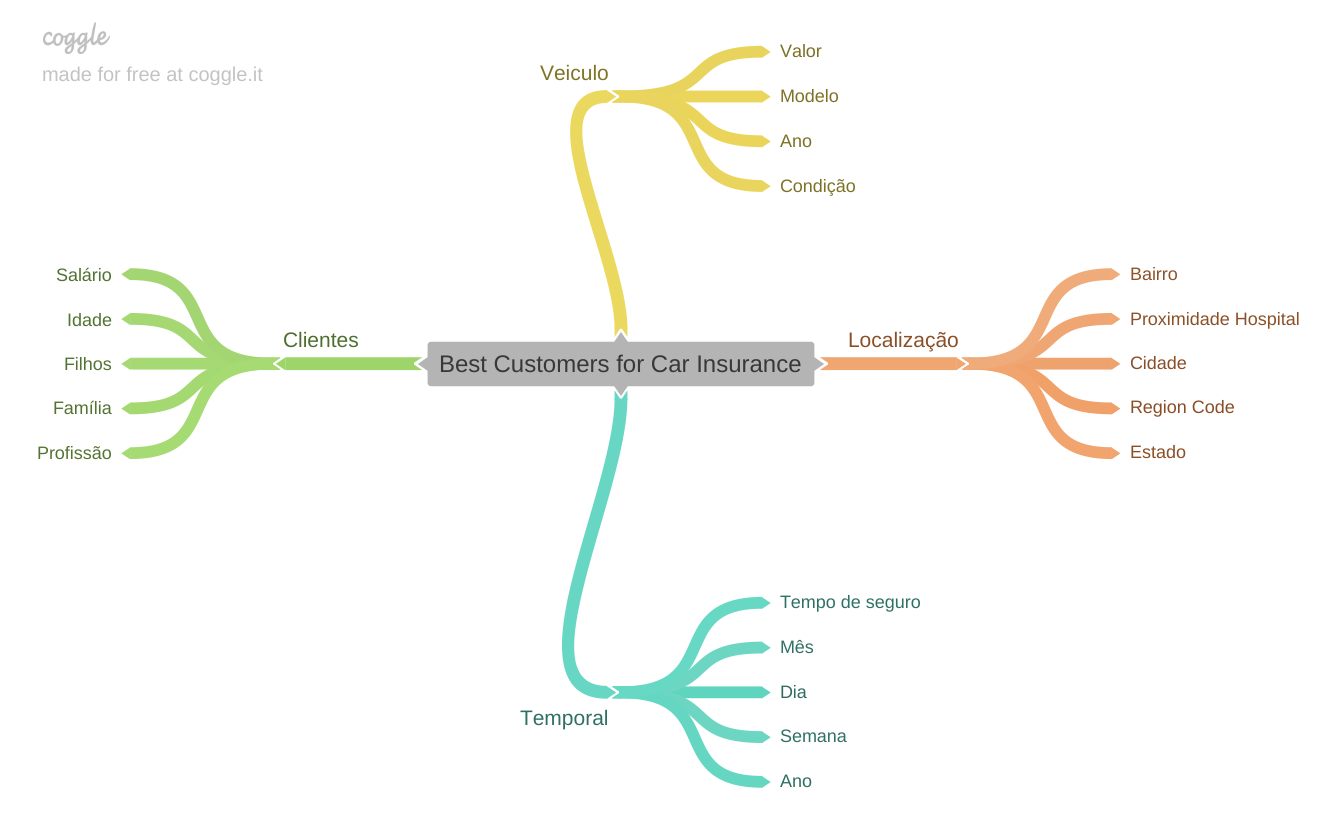 coggle
made for free at coggle.it
Veiculo
Valor
Modelo
Ano
Condição
Clientes
Salário
Idade
Filhos
Família
Profissão
Best Customers for Car Insurance
Localização
Bairro
Proximidade Hospital
Cidade
Region Code
Estado
Temporal
Tempo de seguro
Mês
Dia
Semana
Ano